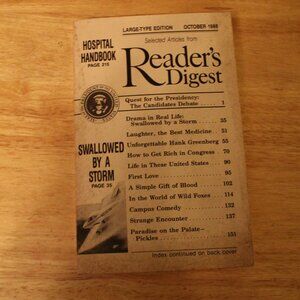 LARGE-TYPE EDITION OCTOBER 1988
HOSPITAL
HANDBOOK
PAGE 215
Selected Articles from
Reader's
Digest
Quest for the Presidency:
The Candidates Debate . . . 1
Drama in Real Life:
Swallowed by a Storm . . . 35
Laughter, the Best Medicine . 51
Unforgettable Hank Greenberg 55
How to Get Rich in Congress . 70
Life in These United States . . 90
First Love . . . 95
A Simple Gift of Blood . . . 102
In the World of Wild Foxes . . 114
Campus Comedy . . . 132
Strange Encounter . . . 137
Paradise on the Palate—
Pickles . . . 151
SWALLOWED
BY A
STORM
PAGE 35
Index continued on back cover